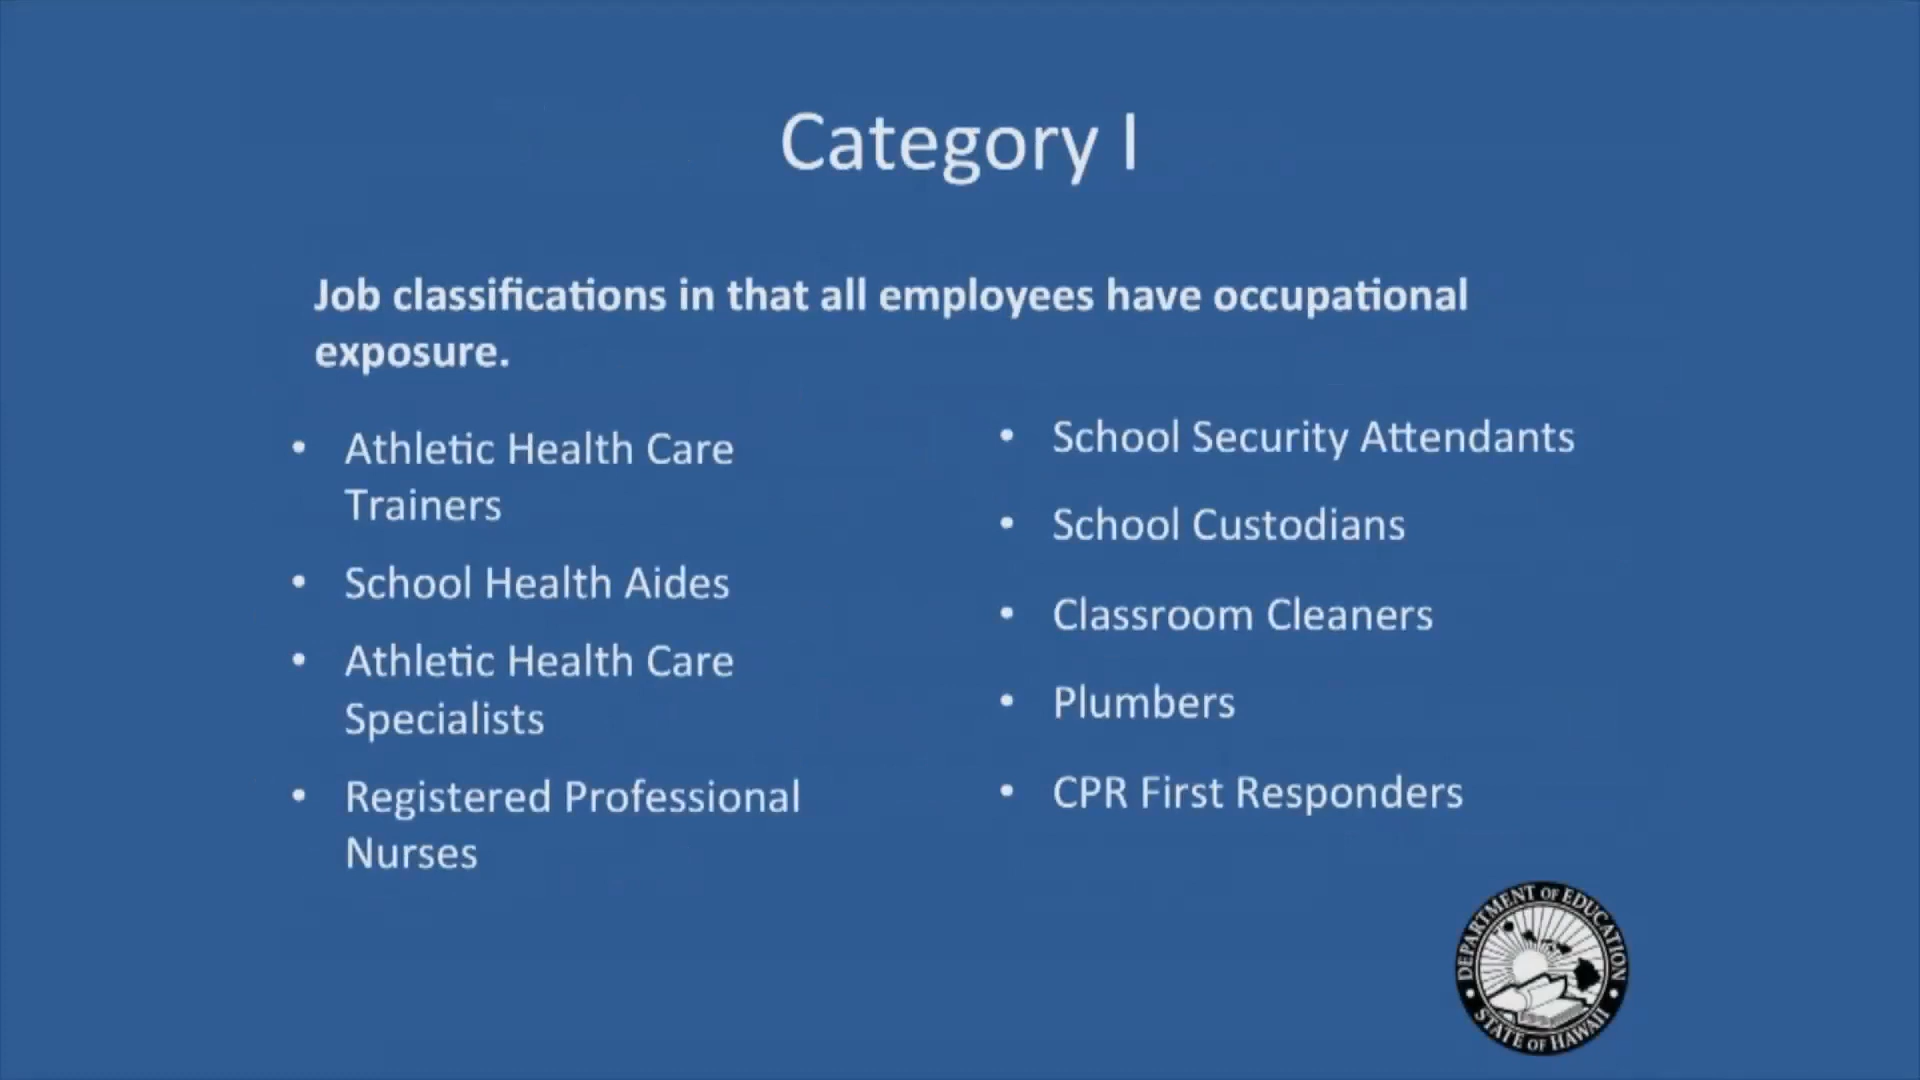 Category I
Job classifications in that all employees have occupational
exposure.
• Athletic Health Care
Trainers
• School Health Aides
• Athletic Health Care
Specialists
• Registered Professional
Nurses
• School Security Attendants
• School Custodians
• Classroom Cleaners
• Plumbers
• CPR First Responders
DEPARTMENT OF EDUCATION
• STATE OF HAWAII •